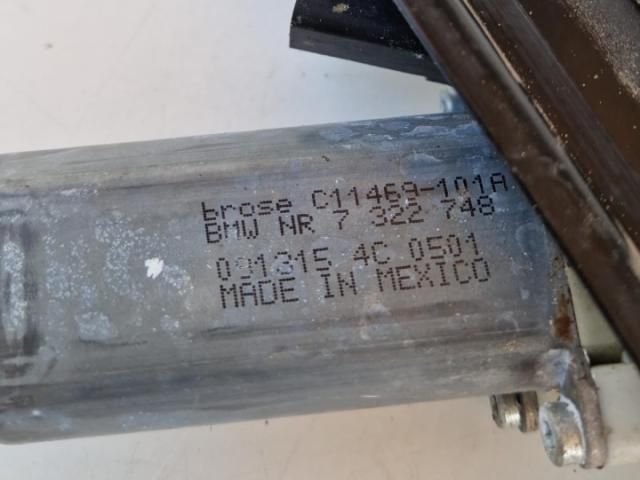 brose C11469-101A
BMW NR 7 322 748
091315 4C 0501
MADE IN MEXICO